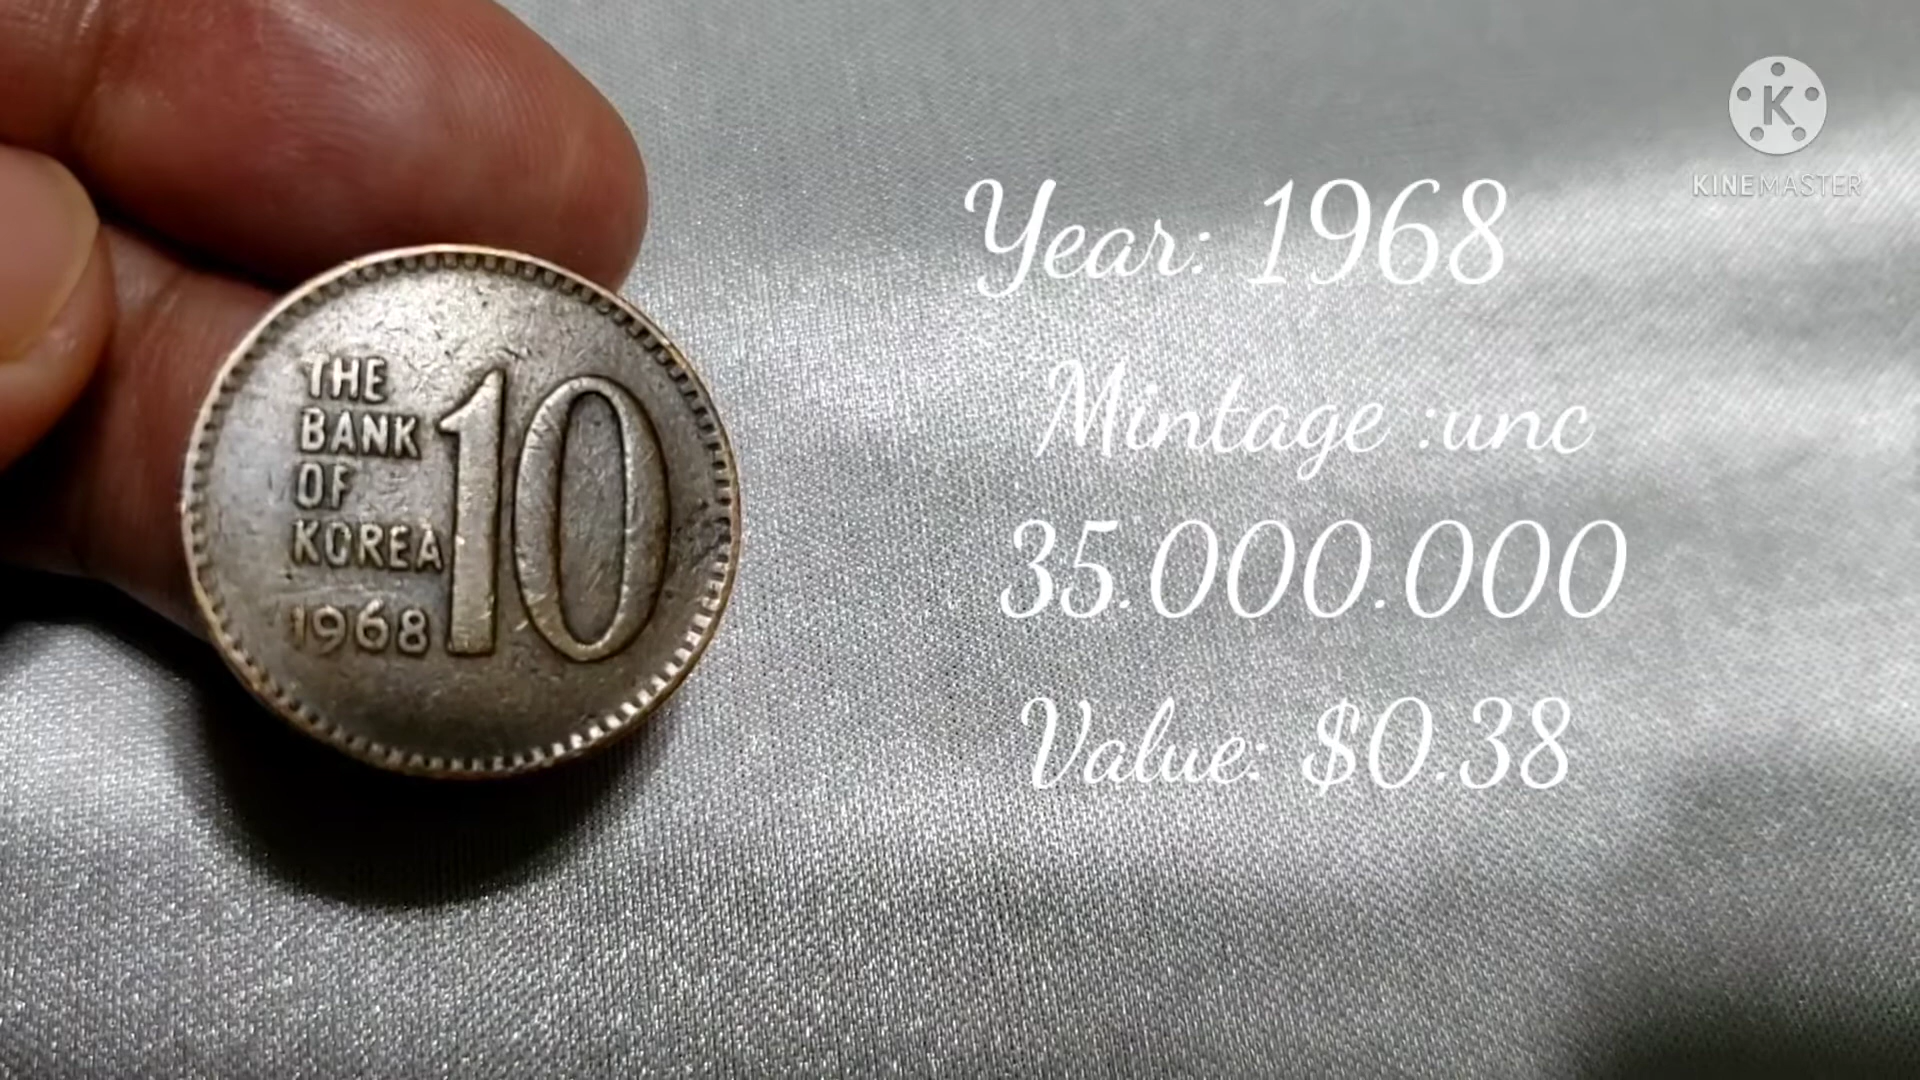 THE
BANK
OF
KOREA
1968
10
Year: 1968
Mintage :unc
35.000.000
Value: $0.38
K
KINEMASTER